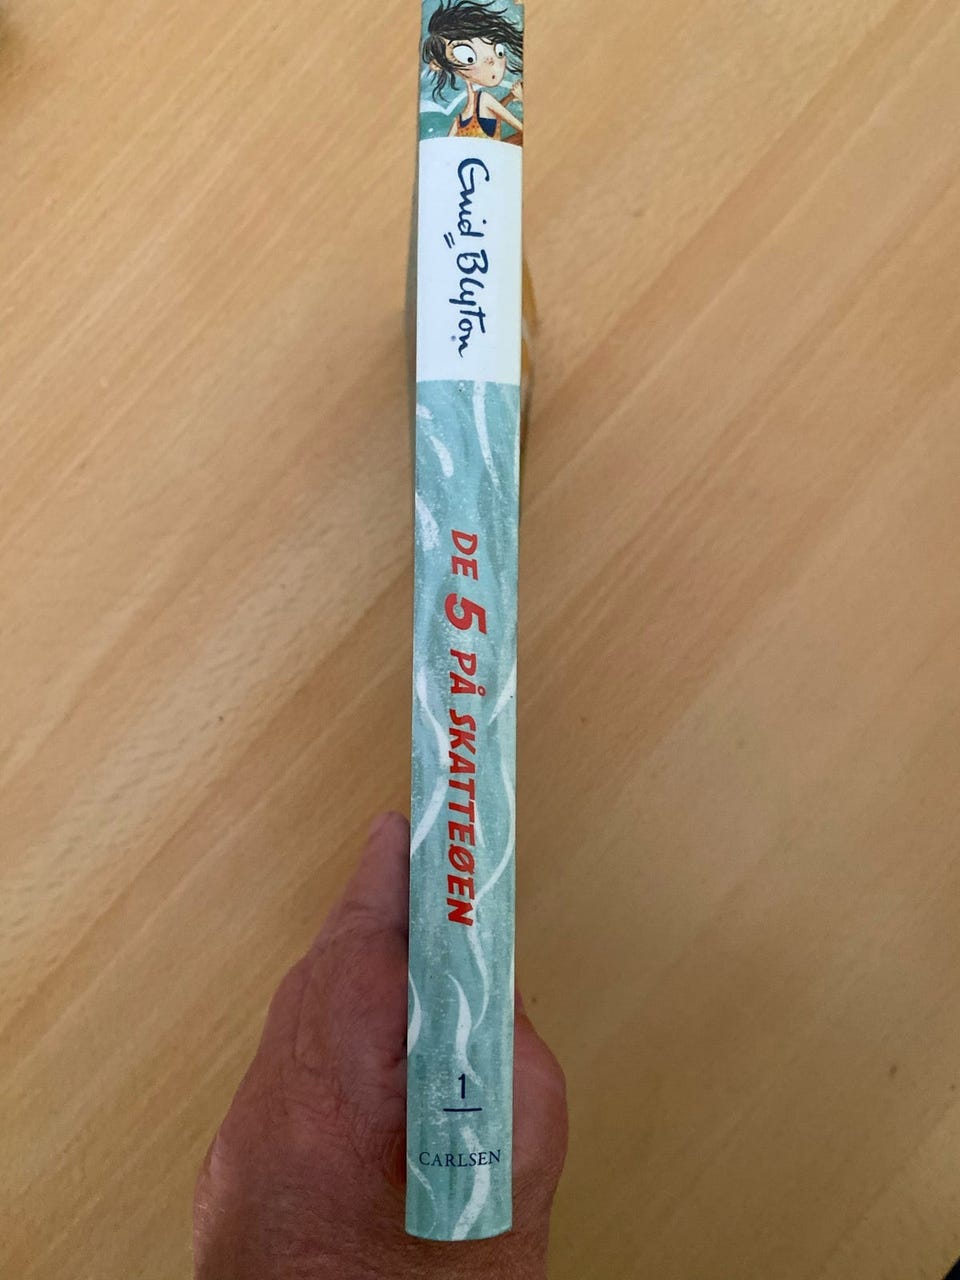 Enid Blyton
DE 5 PÅ SKATTEØEN
1
CARLSEN